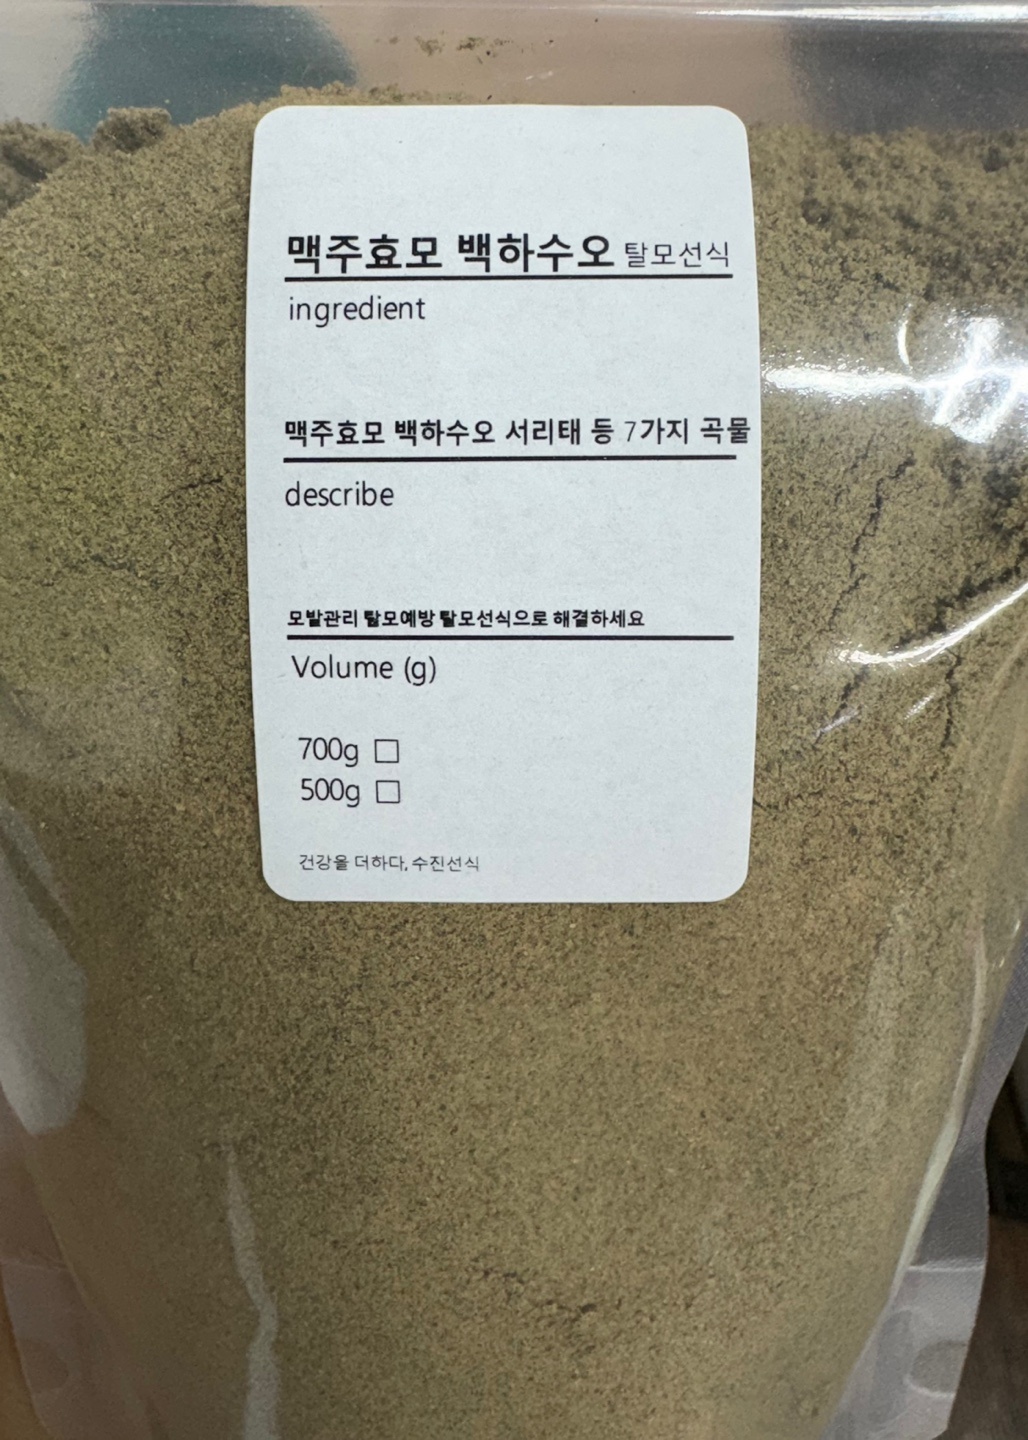 맥주효모 백하수오 탈모선식
ingredient
맥주효모 백하수오 서리태 등 7가지 곡물
describe
모발관리 탈모예방 탈모선식으로 해결하세요
Volume (g)
700g □
500g □
건강을 더하다, 수진선식